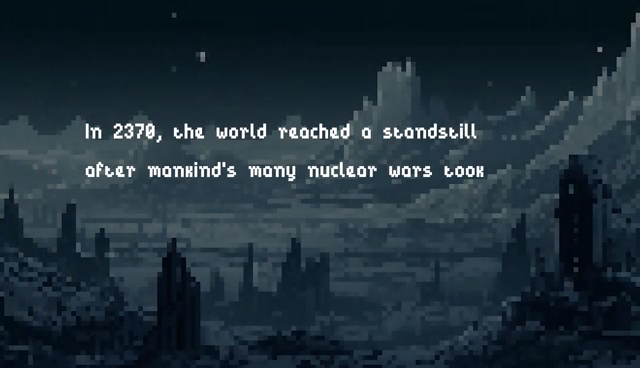 In 2370, the world reached a standstill
after mankind's many nuclear wars took